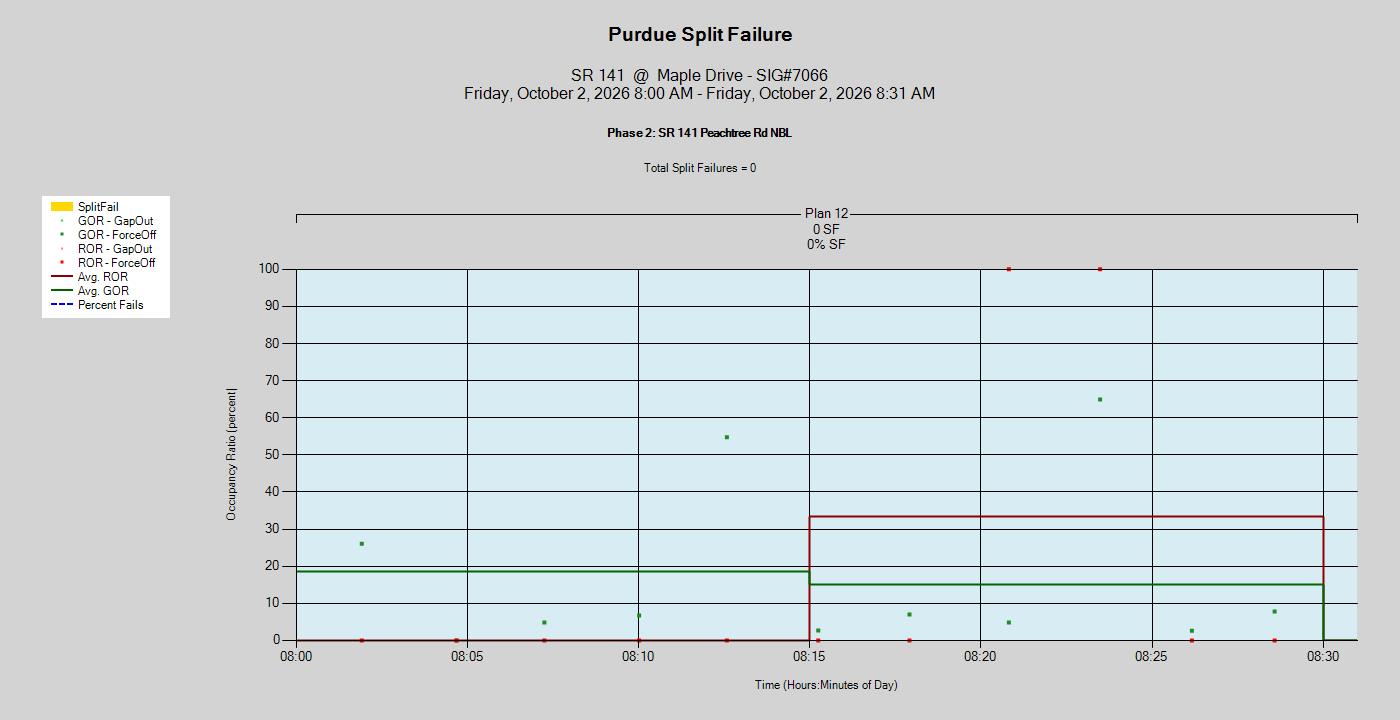 Purdue Split Failure
SR 141 @ Maple Drive - SIG#7066
Friday, October 2, 2026 8:00 AM - Friday, October 2, 2026 8:31 AM
Phase 2: SR 141 Peachtree Rd NBL
Total Split Failures = 0
SplitFail
GOR - GapOut
GOR - ForceOff
ROR - GapOut
ROR - ForceOff
Avg. ROR
Avg. GOR
Percent Fails
Plan 12
0 SF
0% SF
100
90
80
70
60
50
40
30
20
10
0
Occupancy Ratio (percent)
08:00
08:05
08:10
08:15
08:20
08:25
08:30
Time (Hours:Minutes of Day)